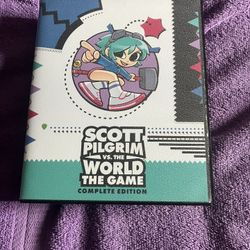 SCOTT
PILGRIM
VS. THE
WORLD
THE GAME
COMPLETE EDITION